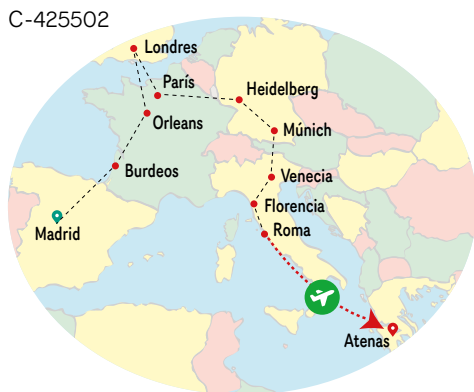 C-425502
Londres
París
Heidelberg
Orleans
Múnich
Burdeos
Venecia
Florencia
Madrid
Roma
Atenas